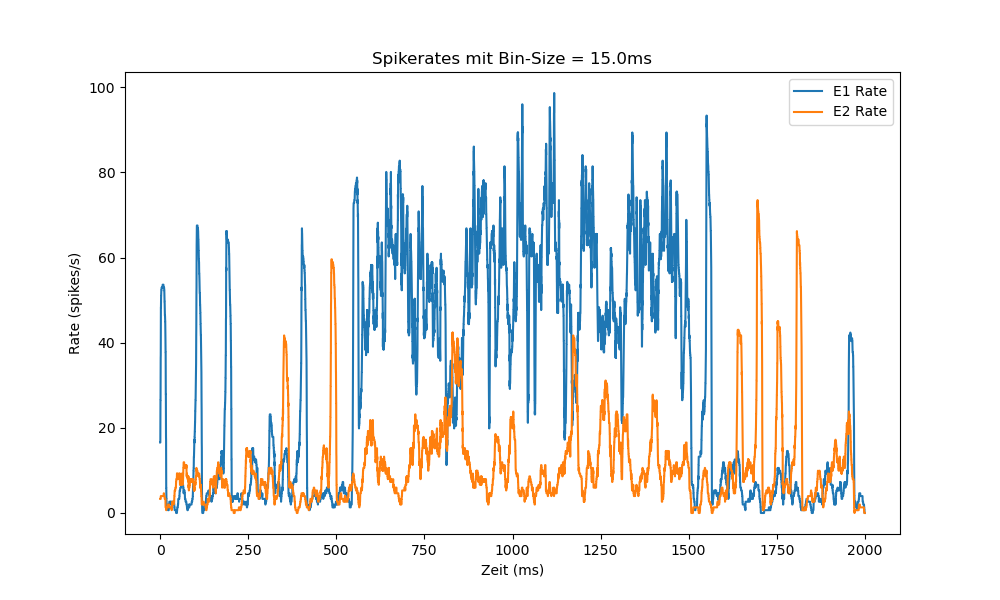 Spikerates mit Bin-Size = 15.0ms
E1 Rate
E2 Rate
100
80
60
40
20
0
Rate (spikes/s)
0 250 500 750 1000 1250 1500 1750 2000
Zeit (ms)